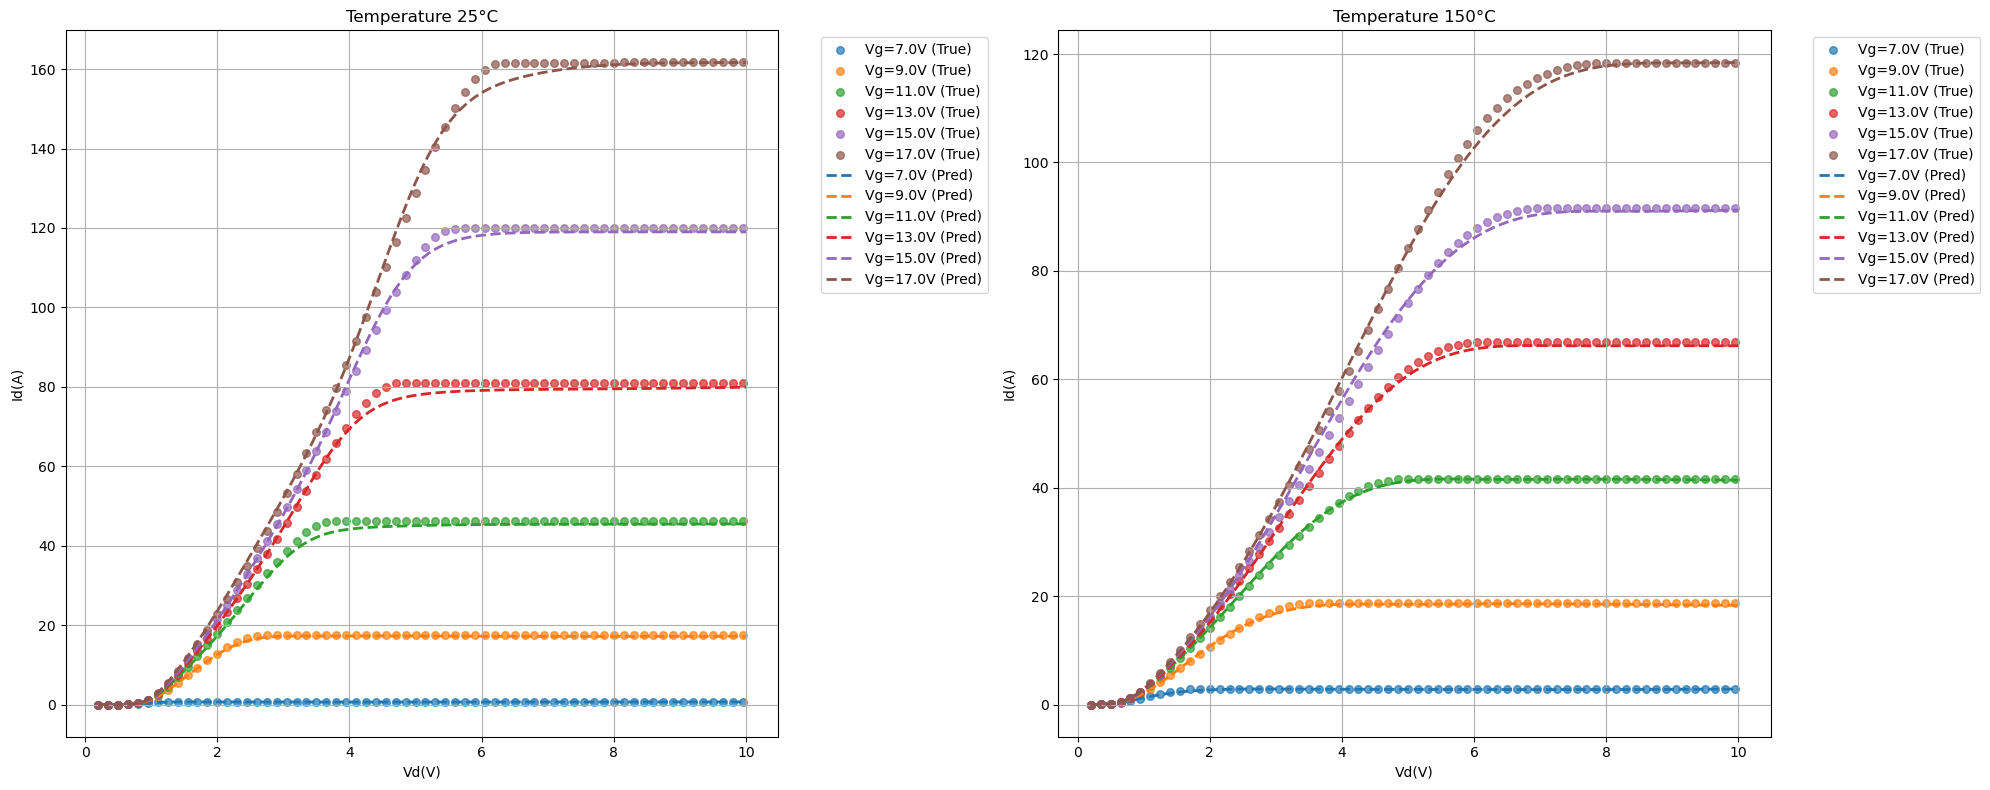 Temperature 25°C
Id(A)
160
140
120
100
80
60
40
20
0
0 2 4 6 8 10
Vd(V)
Vg=7.0V (True)
Vg=9.0V (True)
Vg=11.0V (True)
Vg=13.0V (True)
Vg=15.0V (True)
Vg=17.0V (True)
Vg=7.0V (Pred)
Vg=9.0V (Pred)
Vg=11.0V (Pred)
Vg=13.0V (Pred)
Vg=15.0V (Pred)
Vg=17.0V (Pred)
Temperature 150°C
Id(A)
120
100
80
60
40
20
0
0 2 4 6 8 10
Vd(V)
Vg=7.0V (True)
Vg=9.0V (True)
Vg=11.0V (True)
Vg=13.0V (True)
Vg=15.0V (True)
Vg=17.0V (True)
Vg=7.0V (Pred)
Vg=9.0V (Pred)
Vg=11.0V (Pred)
Vg=13.0V (Pred)
Vg=15.0V (Pred)
Vg=17.0V (Pred)